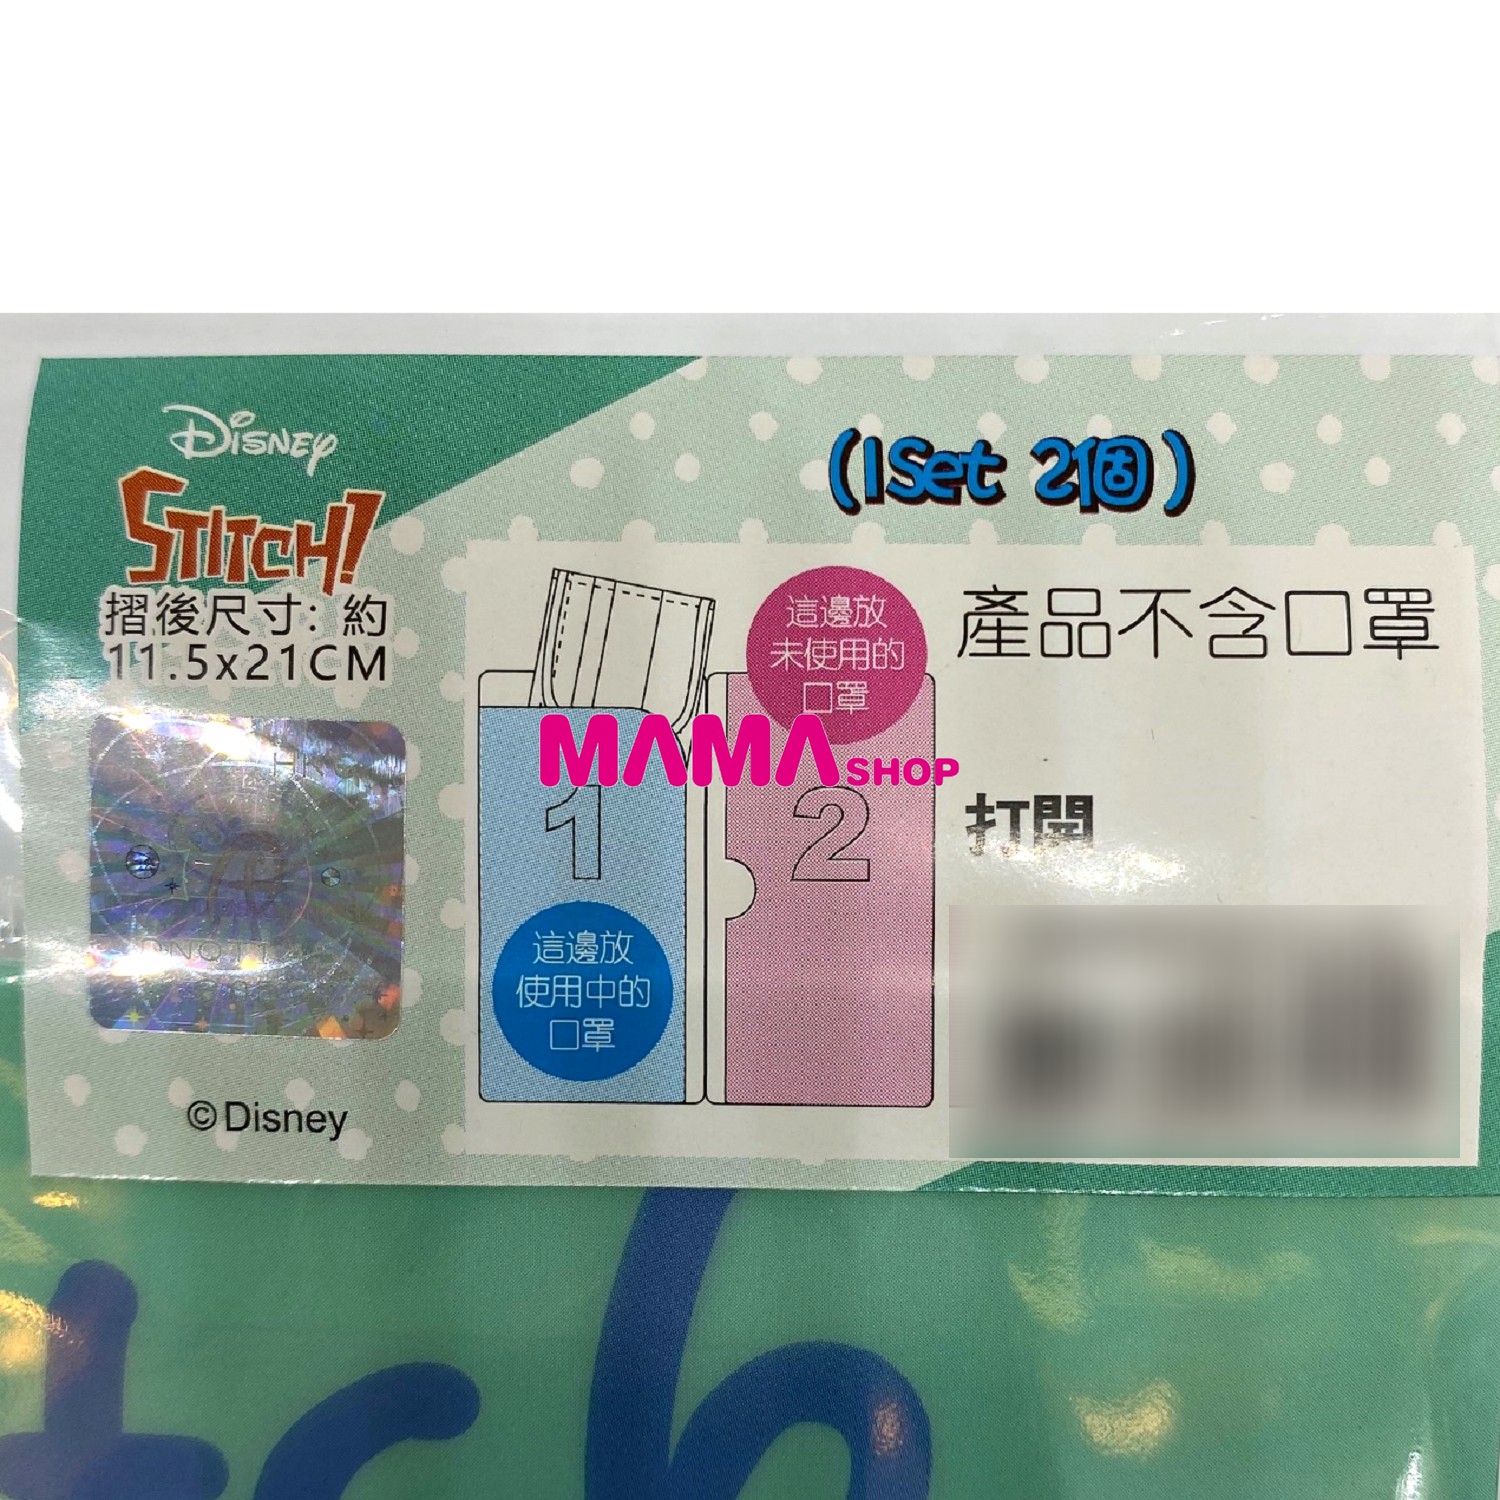 Disney
STITCH!
摺後尺寸: 約
11.5x21CM
©Disney
(1Set 2個)
這邊放
未使用的
口罩
產品不含口罩
MAMA SHOP
1
2
打開
這邊放
使用中的
口罩